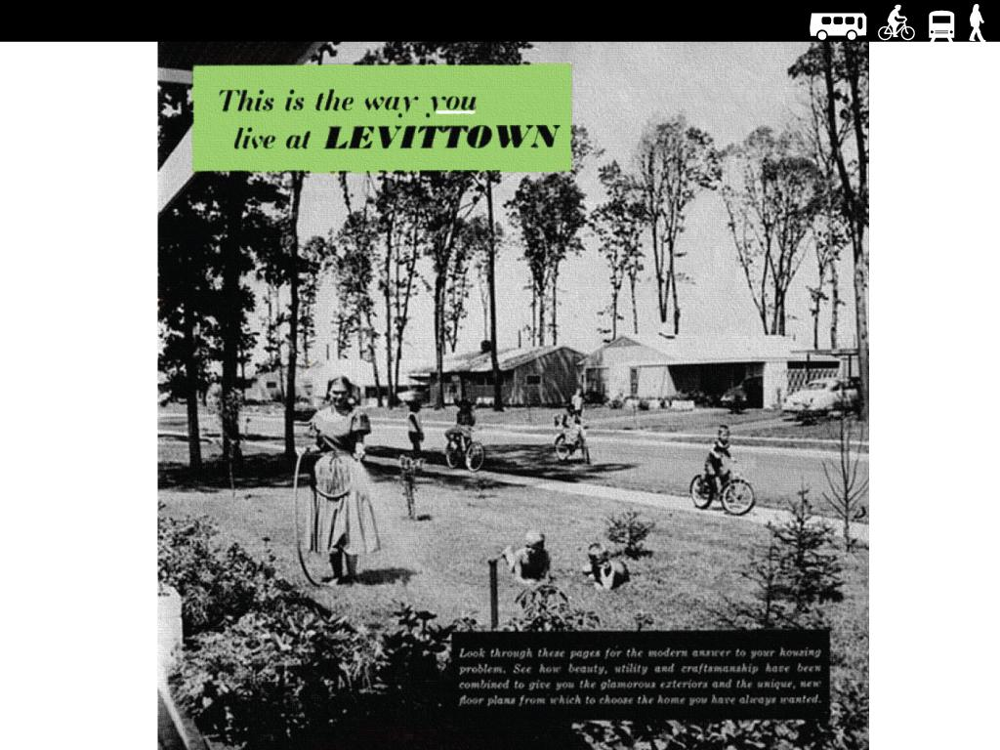 This is the way you
live at LEVITTOWN
Look through these pages for the modern answer to your housing
problem. See how beauty, utility and craftsmanship have been
combined to give you the glamorous exteriors and the unique, new
floor plans from which to choose the home you have always wanted.